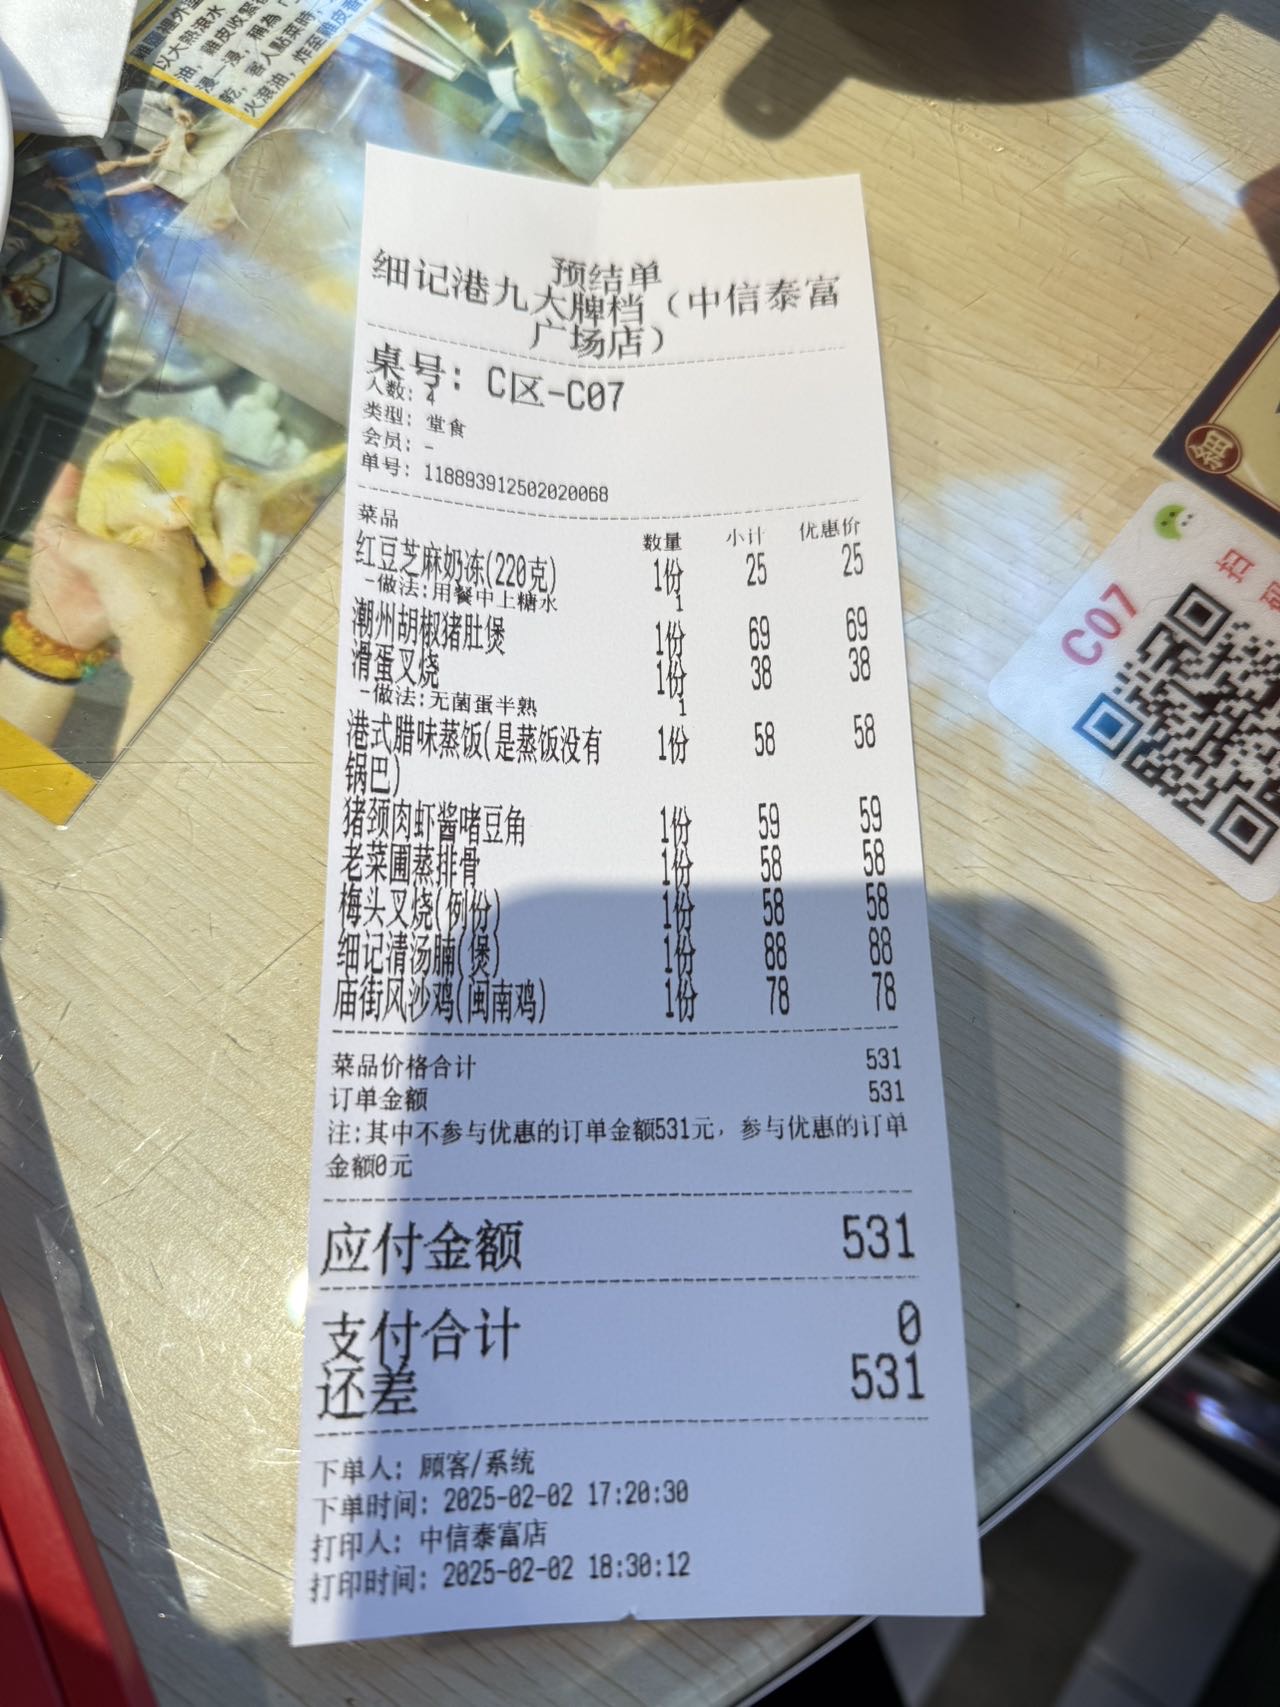 以大熱滾水
預结单
细记港九大牌档（中信泰富
广场店）
桌号: C区-C07
人数: 4
类型: 堂食
会员: -
单号: 118893912502020068
菜品 数量 小计 优惠价
红豆芝麻奶冻(220克) 1份 25 25
-做法:用餐中上糖水 1
潮州胡椒猪肚煲 1份 69 69
滑蛋叉烧 1份 38 38
-做法:无菌蛋半熟 1
港式腊味蒸饭(是蒸饭没有 1份 58 58
锅巴)
猪颈肉虾酱啫豆角 1份 59 59
老菜圃蒸排骨 1份 58 58
梅头叉烧(例份) 1份 58 58
细记清汤腩(煲) 1份 88 88
庙街风沙鸡(闽南鸡) 1份 78 78
菜品价格合计 531
订单金额 531
注:其中不参与优惠的订单金额531元，参与优惠的订单
金额0元
应付金额 531
支付合计 0
还差 531
下单人: 顾客/系统
下单时间: 2025-02-02 17:20:30
打印人: 中信泰富店
打印时间: 2025-02-02 18:30:12
細
扫
C07